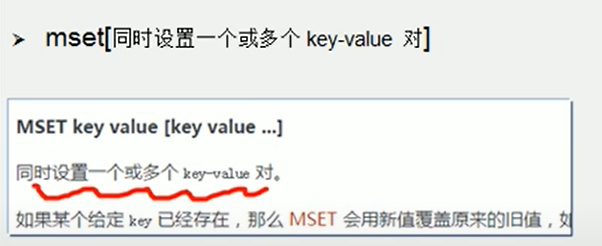 ➤ mset[同时设置一个或多个 key-value 对]
MSET key value [key value ...]
同时设置一个或多个 key-value 对。
如果某个给定 key 已经存在，那么 MSET 会用新值覆盖原来的旧值，如